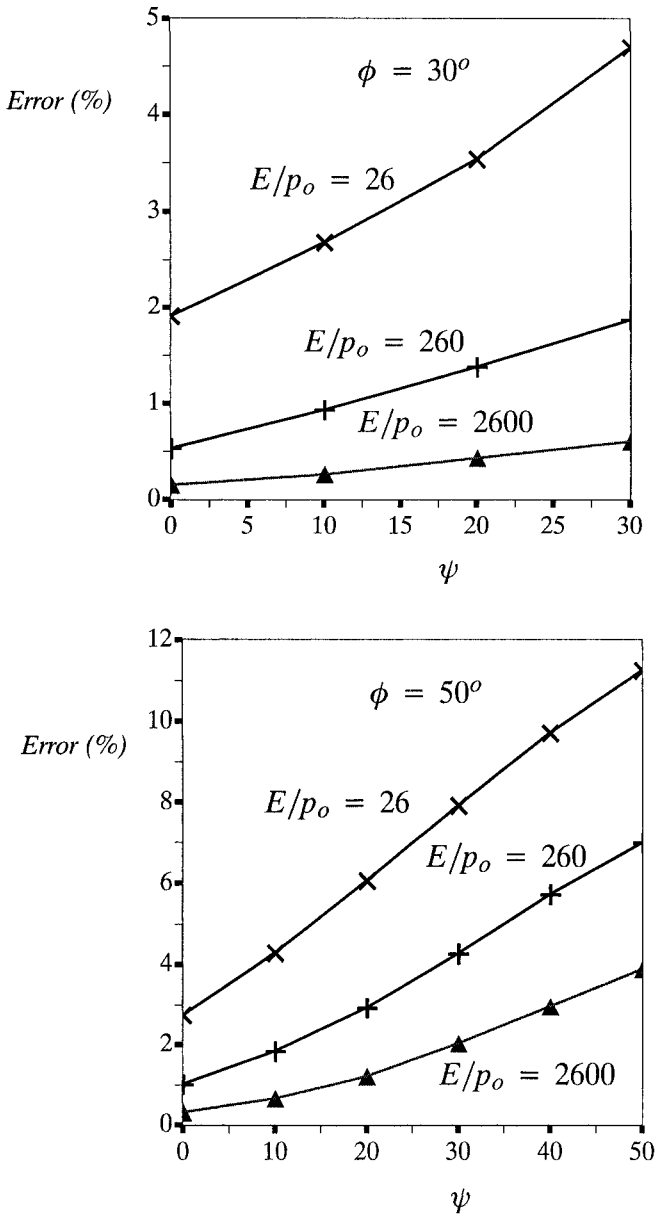 5
ϕ = 30°
Error (%)
4
E/pₒ = 26
3
2
E/pₒ = 260
1
E/pₒ = 2600
0
0 5 10 15 20 25 30
ψ
12
ϕ = 50°
10
Error (%)
8
E/pₒ = 26
E/pₒ = 260
6
4
2
E/pₒ = 2600
0
0 10 20 30 40 50
ψ